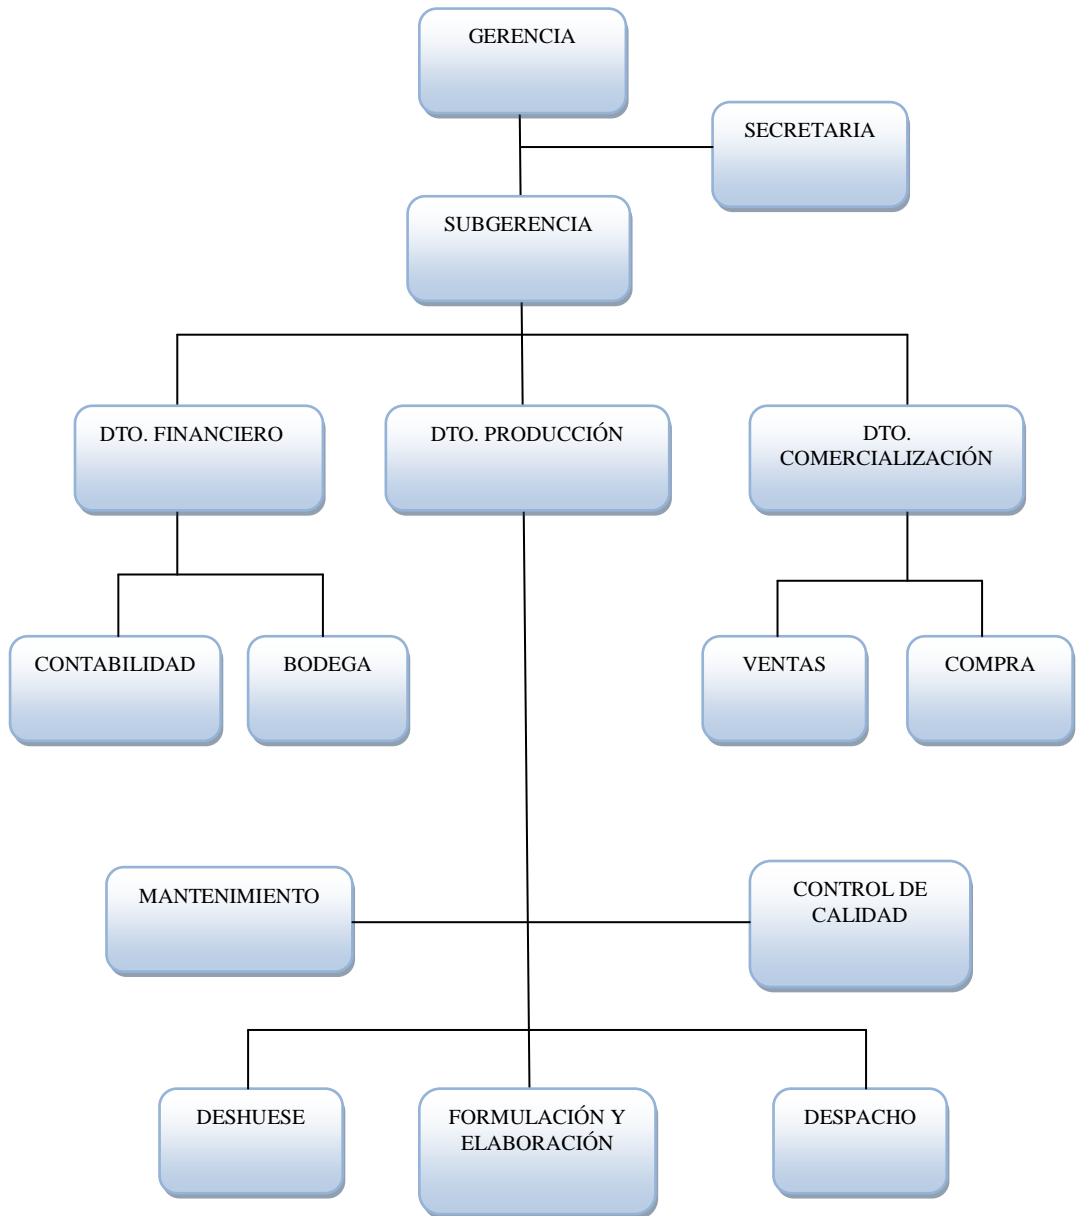 GERENCIA
SECRETARIA
SUBGERENCIA
DTO. FINANCIERO
DTO. PRODUCCIÓN
DTO.
COMERCIALIZACIÓN
CONTABILIDAD
BODEGA
VENTAS
COMPRA
MANTENIMIENTO
CONTROL DE
CALIDAD
DESHUESE
FORMULACIÓN Y
ELABORACIÓN
DESPACHO